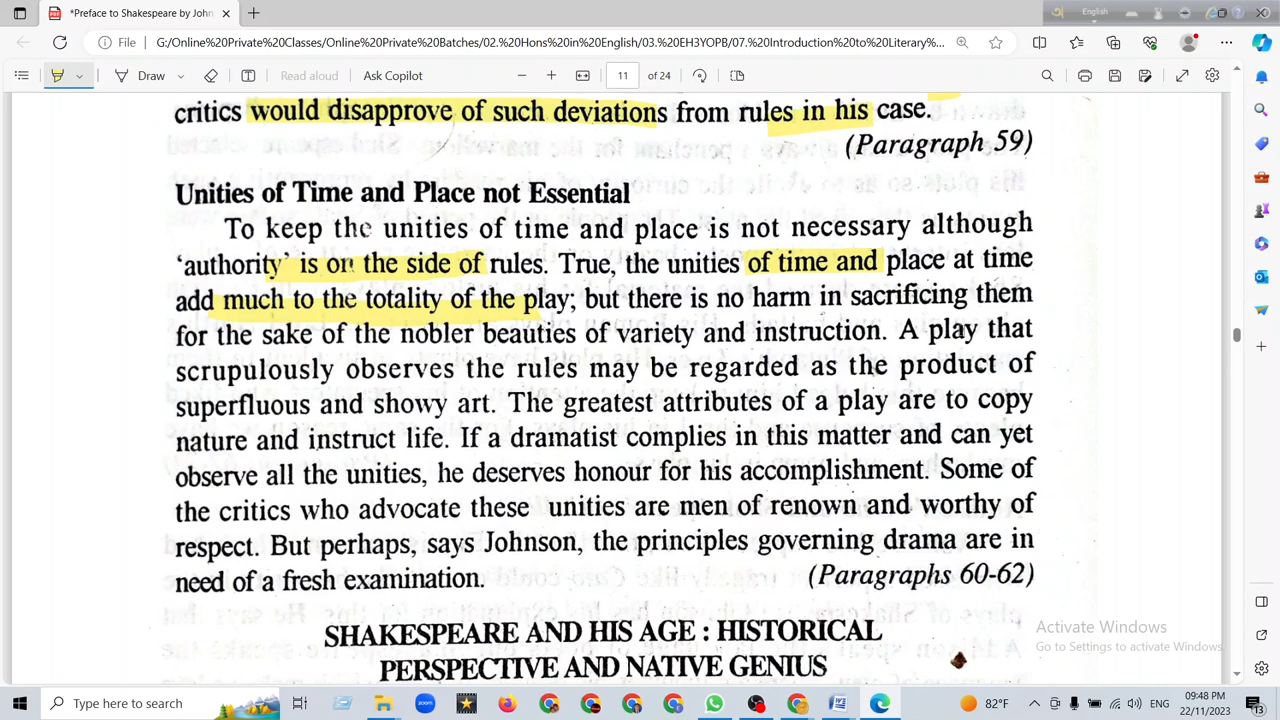 *Preface to Shakespeare by John
English
File
G:/Online%20Private%20Classes/Online%20Private%20Batches/02.%20Hons%20in%20English/03.%20EH3YOPB/07.%20Introduction%20to%20Literary%...
Draw
Read aloud
Ask Copilot
11
of 24
critics would disapprove of such deviations from rules in his case.
(Paragraph 59)
Unities of Time and Place not Essential
To keep the unities of time and place is not necessary although
‘authority’ is on the side of rules. True, the unities of time and place at time
add much to the totality of the play; but there is no harm in sacrificing them
for the sake of the nobler beauties of variety and instruction. A play that
scrupulously observes the rules may be regarded as the product of
superfluous and showy art. The greatest attributes of a play are to copy
nature and instruct life. If a dramatist complies in this matter and can yet
observe all the unities, he deserves honour for his accomplishment. Some of
the critics who advocate these unities are men of renown and worthy of
respect. But perhaps, says Johnson, the principles governing drama are in
need of a fresh examination.
(Paragraphs 60-62)
SHAKESPEARE AND HIS AGE : HISTORICAL
PERSPECTIVE AND NATIVE GENIUS
Activate Windows
Go to Settings to activate Windows.
Type here to search
zoom
82°F
ENG
09:48 PM
22/11/2023
13